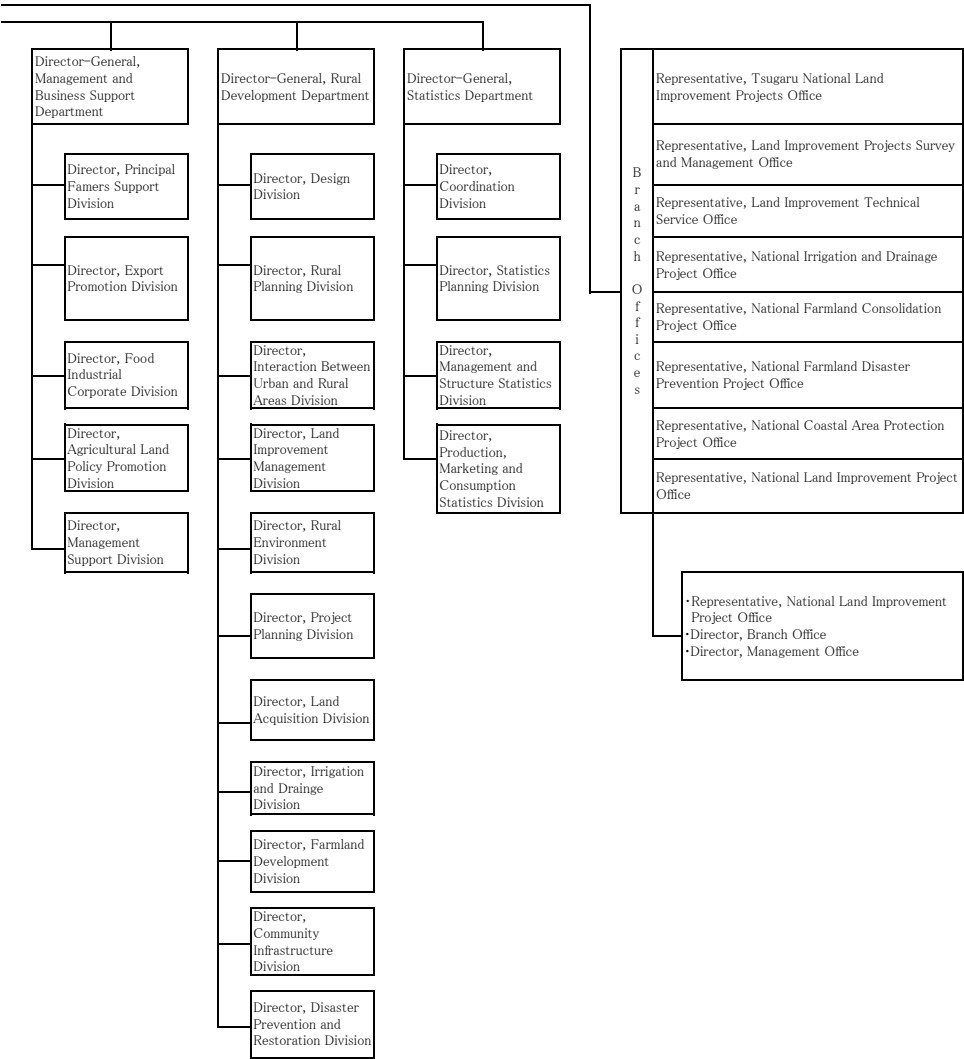 Director-General,
Management and
Business Support
Department
Director, Principal
Famers Support
Division
Director, Export
Promotion Division
Director, Food
Industrial
Corporate Division
Director,
Agricultural Land
Policy Promotion
Division
Director,
Management
Support Division
Director-General, Rural
Development Department
Director, Design
Division
Director, Rural
Planning Division
Director,
Interaction Between
Urban and Rural
Areas Division
Director, Land
Improvement
Management
Division
Director, Rural
Environment
Division
Director, Project
Planning Division
Director, Land
Acquisition Division
Director, Irrigation
and Drainge
Division
Director, Farmland
Development
Division
Director,
Community
Infrastructure
Division
Director, Disaster
Prevention and
Restoration Division
Director-General,
Statistics Department
Director,
Coordination
Division
Director, Statistics
Planning Division
Director,
Management and
Structure Statistics
Division
Director,
Production,
Marketing and
Consumption
Statistics Division
Branch Offices
Representative, Tsugaru National Land
Improvement Projects Office
Representative, Land Improvement Projects Survey
and Management Office
Representative, Land Improvement Technical
Service Office
Representative, National Irrigation and Drainage
Project Office
Representative, National Farmland Consolidation
Project Office
Representative, National Farmland Disaster
Prevention Project Office
Representative, National Coastal Area Protection
Project Office
Representative, National Land Improvement Project
Office
・Representative, National Land Improvement
Project Office
・Director, Branch Office
・Director, Management Office